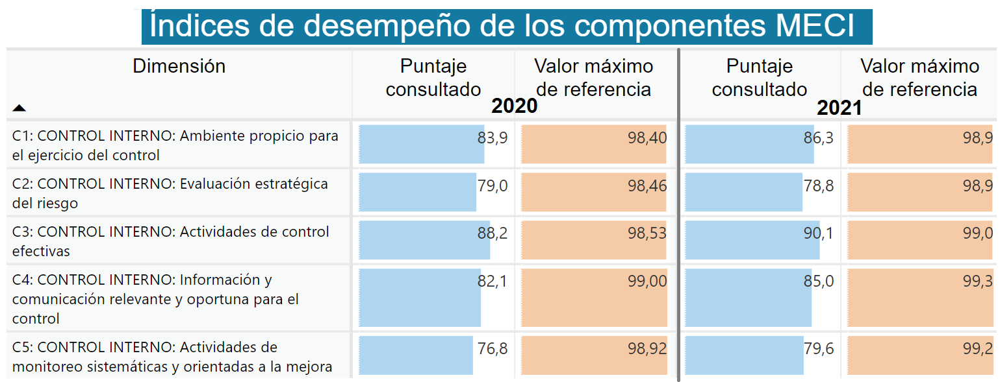 Índices de desempeño de los componentes MECI
Dimensión
Puntaje
consultado
Valor máximo
de referencia
2020
Puntaje
consultado
Valor máximo
de referencia
2021
C1: CONTROL INTERNO: Ambiente propicio para
el ejercicio del control
83,9
98,40
86,3
98,9
C2: CONTROL INTERNO: Evaluación estratégica
del riesgo
79,0
98,46
78,8
98,9
C3: CONTROL INTERNO: Actividades de control
efectivas
88,2
98,53
90,1
99,0
C4: CONTROL INTERNO: Información y
comunicación relevante y oportuna para el
control
82,1
99,00
85,0
99,3
C5: CONTROL INTERNO: Actividades de
monitoreo sistemáticas y orientadas a la mejora
76,8
98,92
79,6
99,2